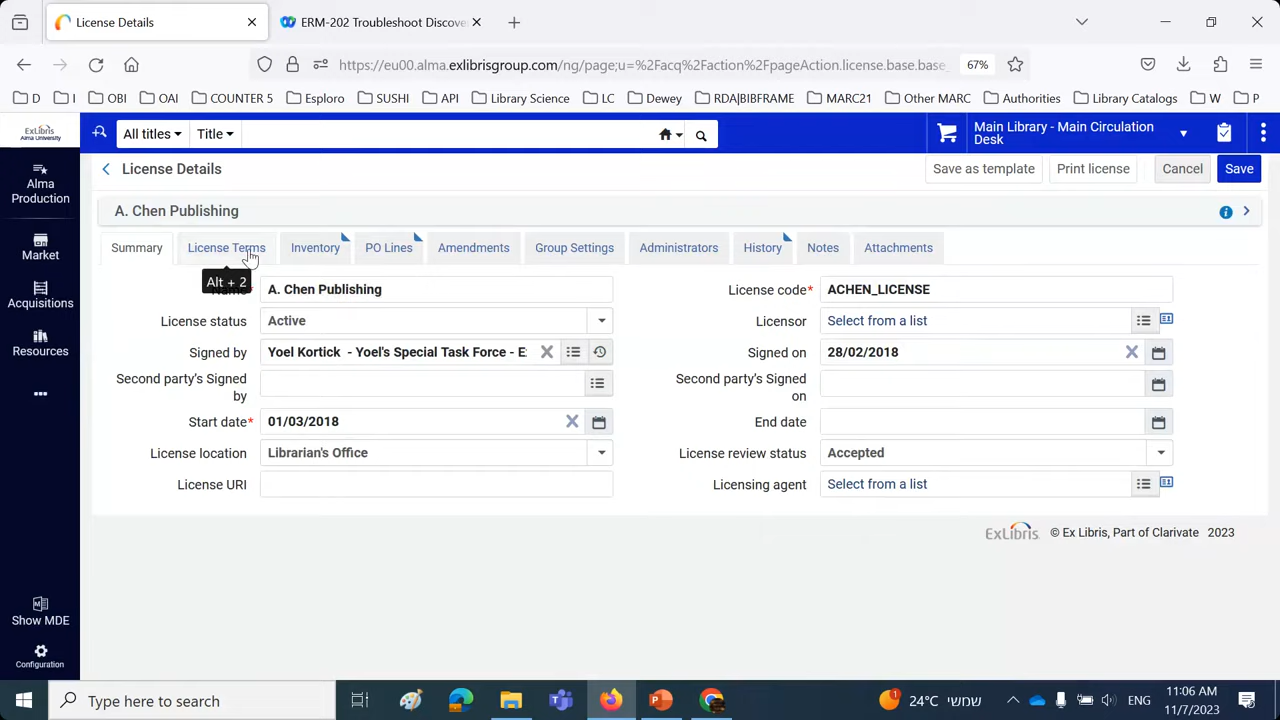 License Details
ERM-202 Troubleshoot Discove
https://eu00.alma.exlibrisgroup.com/ng/page;u=%2Facq%2Faction%2FpageAction.license.base.base_
67%
D
I
OBI
OAI
COUNTER 5
Esploro
SUSHI
API
Library Science
LC
Dewey
RDA|BIBFRAME
MARC21
Other MARC
Authorities
Library Catalogs
W
P
ExLibris
Alma University
All titles
Title
Main Library - Main Circulation
Desk
Alma
Production
Market
Acquisitions
Resources
Show MDE
Configuration
License Details
Save as template
Print license
Cancel
Save
A. Chen Publishing
Summary
License Terms
Inventory
PO Lines
Amendments
Group Settings
Administrators
History
Notes
Attachments
Alt + 2
A. Chen Publishing
License code*
ACHEN_LICENSE
License status
Active
Licensor
Select from a list
Signed by
Yoel Kortick - Yoel's Special Task Force - E
Signed on
28/02/2018
Second party's Signed
by
Second party's Signed
on
Start date*
01/03/2018
End date
License location
Librarian's Office
License review status
Accepted
License URI
Licensing agent
Select from a list
ExLibris
© Ex Libris, Part of Clarivate 2023
Type here to search
1
24°C שמשי
ENG
11:06 AM
11/7/2023